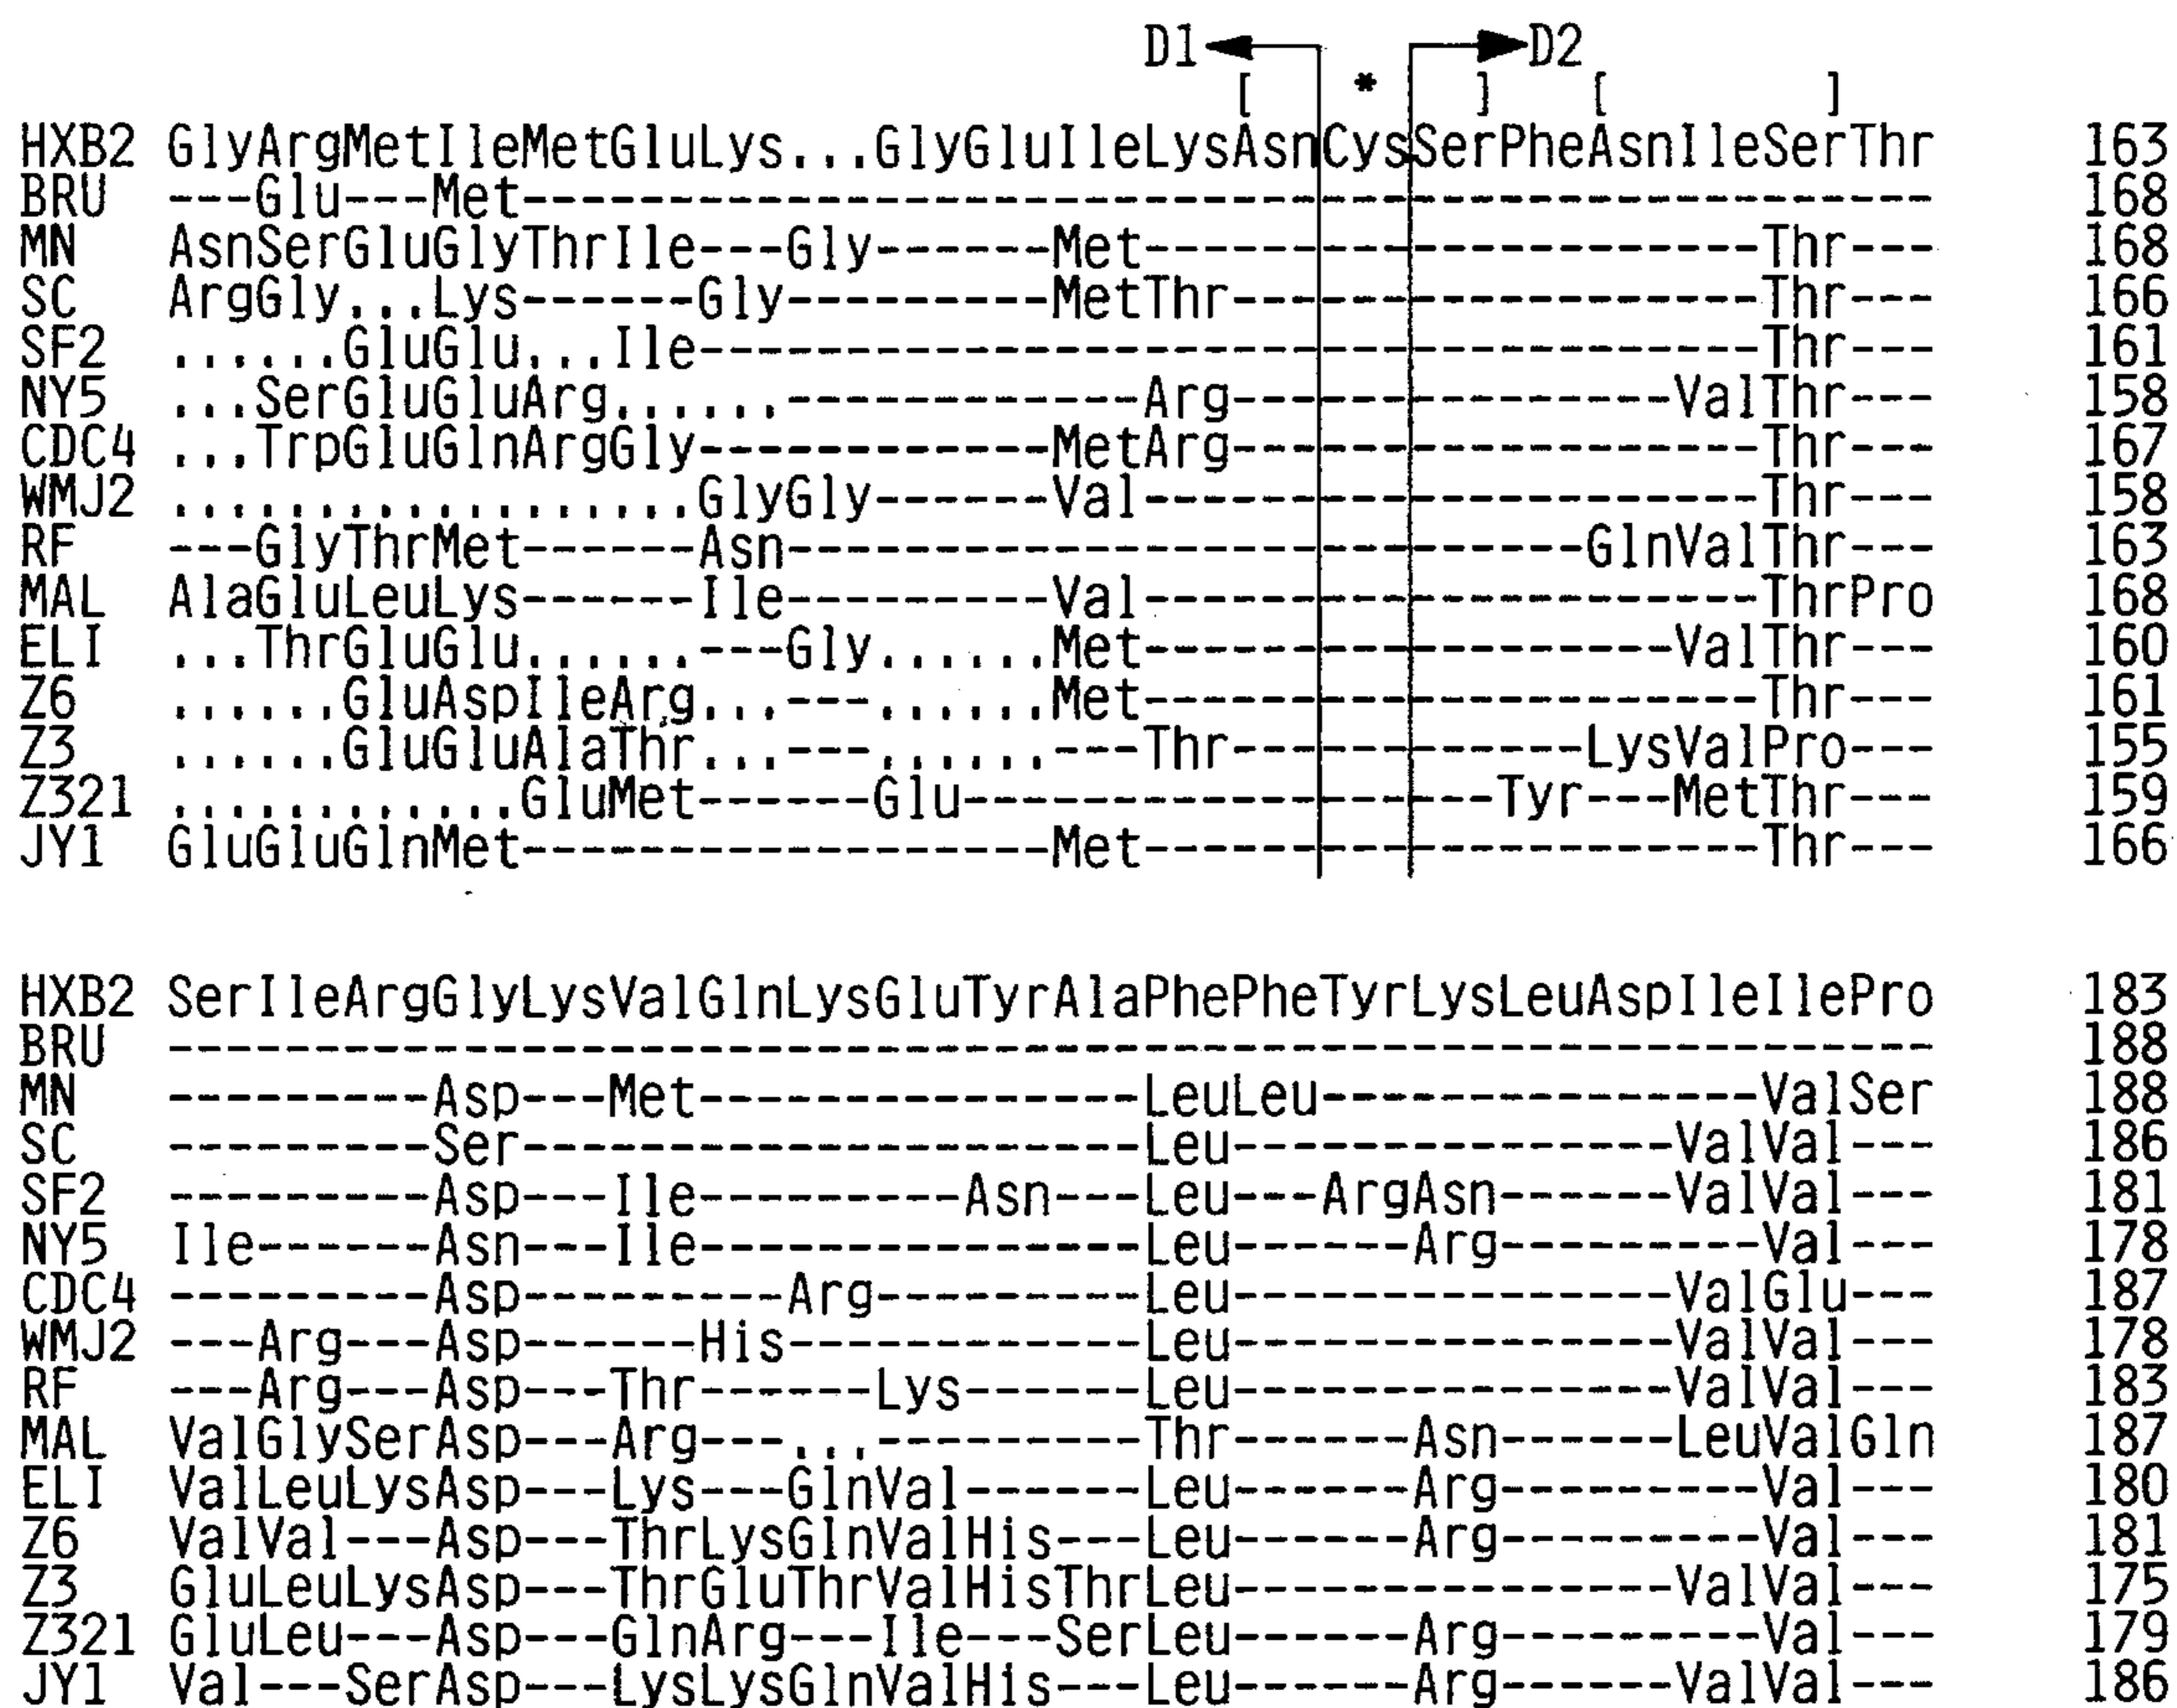 D1 D2
[ * ] [ ]
HXB2 GlyArgMetIleMetGluLys...GlyGluIleLysAsnCysSerPheAsnIleSerThr 163
BRU ---Glu---Met------------------------------------------------ 168
MN AsnSerGluGlyThrIle---Gly------Met---------------------Thr--- 168
SC ArgGly...Lys------Gly---------MetThr------------------Thr--- 166
SF2 ......GluGlu...Ile------------------------------------Thr--- 161
NY5 ...SerGluGluArg......------------Arg---------------ValThr--- 158
CDC4 ...TrpGluGlnArgGly------------MetArg------------------Thr--- 167
WMJ2 ..................GlyGly------Val---------------------Thr--- 158
RF ---GlyThrMet------Asn---------------------------GlnValThr--- 163
MAL AlaGluLeuLys------Ile---------Val---------------------ThrPro 168
ELI ...ThrGluGlu......---Gly......Met------------------ValThr--- 160
Z6 ......GluAspIleArg...---......Met---------------------Thr--- 161
Z3 ......GluGluAlaThr...---......---Thr------------LysValPro--- 155
Z321 ............GluMet------Glu------------------Tyr---MetThr--- 159
JY1 GluGluGlnMet------------------Met---------------------Thr--- 166
HXB2 SerIleArgGlyLysValGlnLysGluTyrAlaPhePheTyrLysLeuAspIleIlePro 183
BRU ------------------------------------------------------------ 188
MN ---------Asp---Met---------------LeuLeu---------------ValSer 188
SC ---------Ser---------------------Leu---------------ValVal--- 186
SF2 ---------Asp---Ile---------Asn---Leu---ArgAsn------ValVal--- 181
NY5 Ile------Asn---Ile---------------Leu------Arg---------Val--- 178
CDC4 ---------Asp---------Arg---------Leu---------------ValGlu--- 187
WMJ2 ---Arg---Asp------His------------Leu---------------ValVal--- 178
RF ---Arg---Asp---Thr------Lys------Leu---------------ValVal--- 183
MAL ValGlySerAsp---Arg---...---------Thr------Asn------LeuValGln 187
ELI ValLeuLysAsp---Lys---GlnVal------Leu------Arg---------Val--- 180
Z6 ValVal---Asp---ThrLysGlnValHis---Leu------Arg---------Val--- 181
Z3 GluLeuLysAsp---ThrGluThrValHisThrLeu---------------ValVal--- 175
Z321 GluLeu---Asp---GlnArg---Ile---SerLeu------Arg---------Val--- 179
JY1 Val---SerAsp---LysLysGlnValHis---Leu------Arg------ValVal--- 186